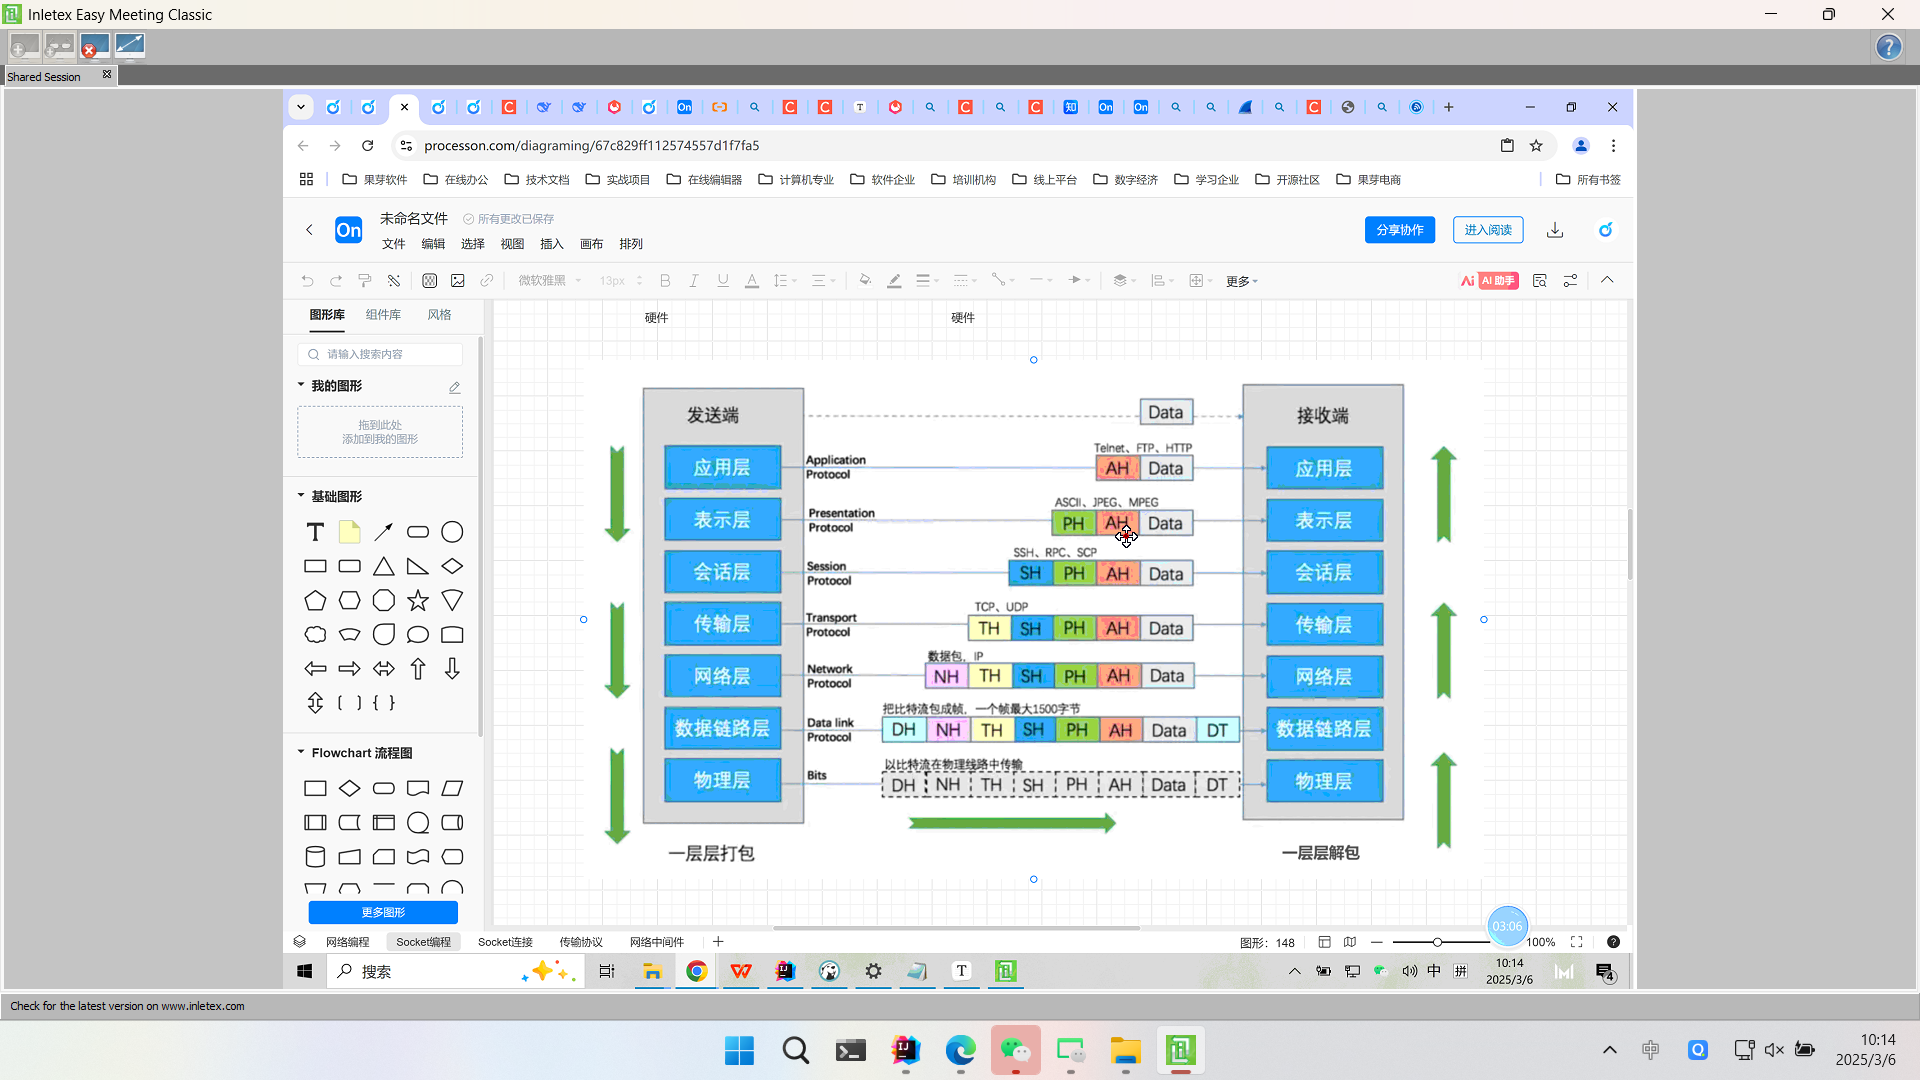 Inletex Easy Meeting Classic
Shared Session
processon.com/diagraming/67c829ff112574557d1f7fa5
果芽软件 在线办公 技术文档 实战项目 在线编辑器 计算机专业 软件企业 培训机构 线上平台 数字经济 学习企业 开源社区 果芽电商 所有书签
On 未命名文件 所有更改已保存
文件 编辑 选择 视图 插入 画布 排列
分享协作 进入阅读
微软雅黑 13px B I U A 更多 Ai AI 助手
图形库 组件库 风格
请输入搜索内容
我的图形
拖到此处
添加到我的图形
基础图形
Flowchart 流程图
更多图形
硬件 硬件
发送端 Data 接收端
Telnet、FTP、HTTP
应用层 Application Protocol AH Data 应用层
ASCII、JPEG、MPEG
表示层 Presentation Protocol PH AH Data 表示层
SSH、RPC、SCP
会话层 Session Protocol SH PH AH Data 会话层
TCP、UDP
传输层 Transport Protocol TH SH PH AH Data 传输层
数据包，IP
网络层 Network Protocol NH TH SH PH AH Data 网络层
把比特流包成帧，一个帧最大1500字节
数据链路层 Data link Protocol DH NH TH SH PH AH Data DT 数据链路层
以比特流在物理线路中传输
物理层 Bits DH NH TH SH PH AH Data DT 物理层
一层层打包 一层层解包
03:06
网络编程 Socket编程 Socket连接 传输协议 网络中间件 图形：148 100%
搜索 中 拼 10:14
2025/3/6 4
Check for the latest version on www.inletex.com
中 10:14
2025/3/6